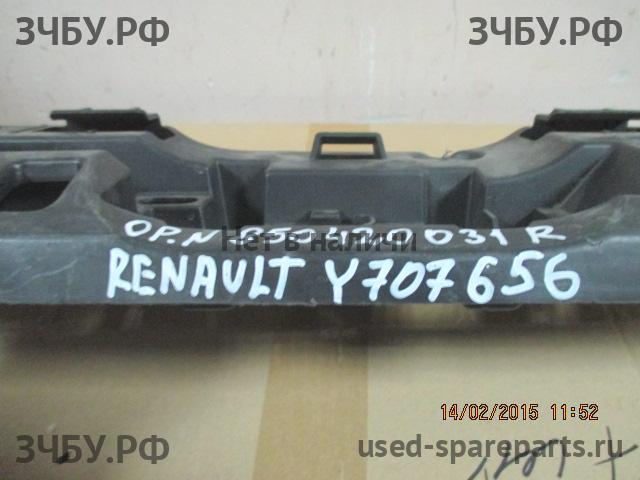 ЗЧБУ.РФ ЗЧБУ.РФ
OP.N 850420031R
Нет в наличии
RENAULT Y707656
14/02/2015 11:52
ЗЧБУ.РФ used-spareparts.ru